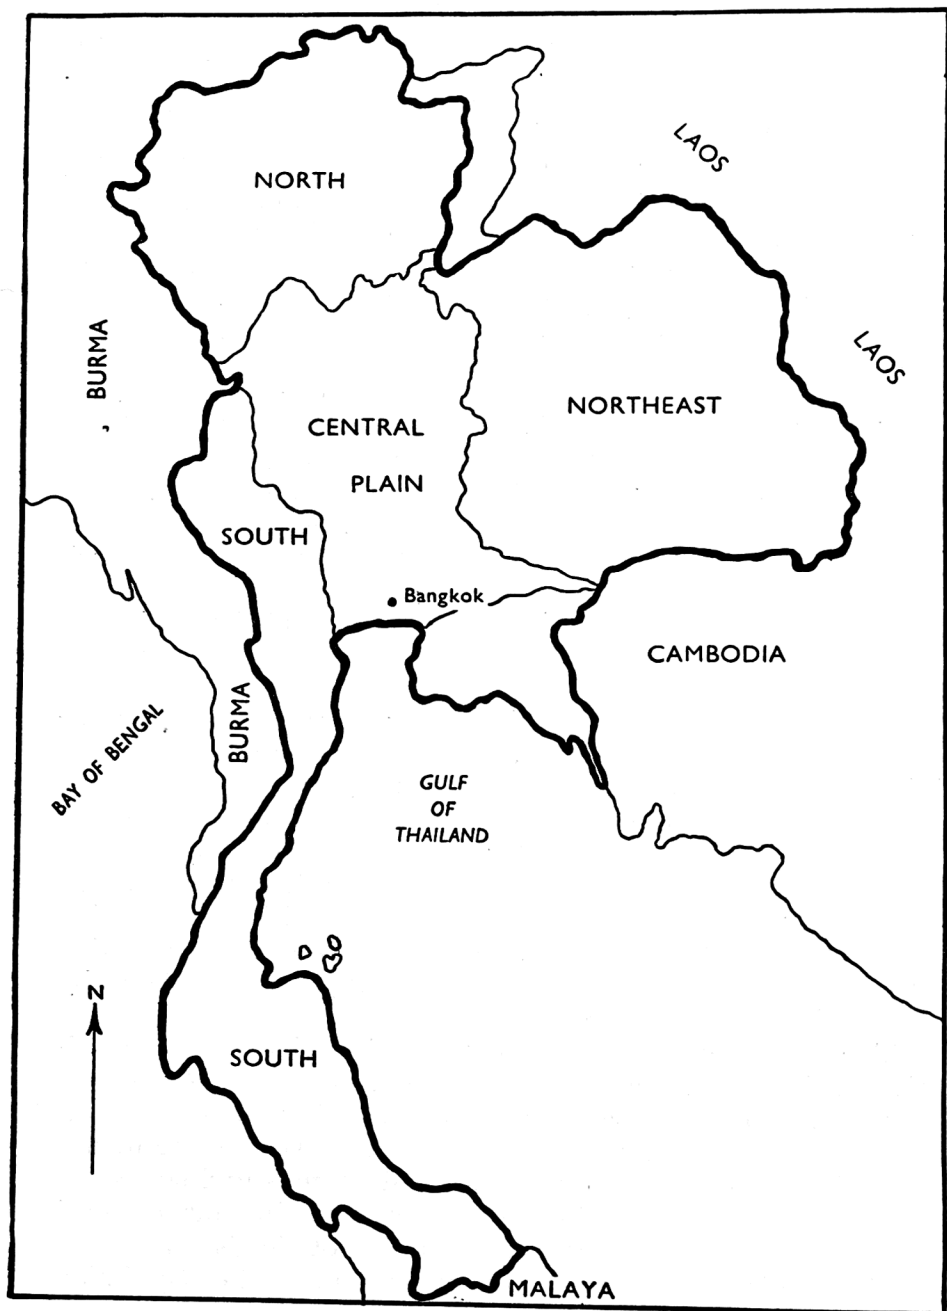 LAOS
NORTH
LAOS
BURMA
NORTHEAST
CENTRAL
PLAIN
SOUTH
Bangkok
CAMBODIA
BURMA
BAY OF BENGAL
GULF
OF
THAILAND
N
SOUTH
MALAYA